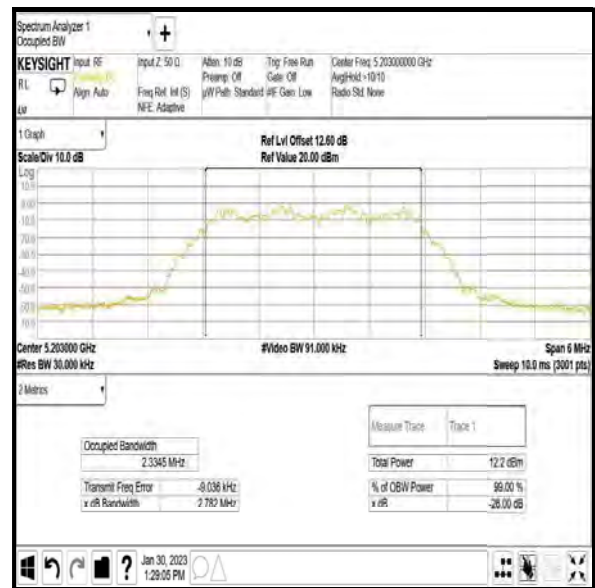 Spectrum Analyzer 1
Occupied BW
+
KEYSIGHT
RL
Input: RF
Align: Auto
Input Z: 50 Ω
Freq Ref: Int (S)
NFE: Adaptive
Atten: 10 dB
Preamp: Off
µW Path: Standard
Trig: Free Run
Gate: Off
#IF Gain: Low
Center Freq: 5.203000000 GHz
Avg|Hold:>10/10
Radio Std: None
1 Graph
Scale/Div 10.0 dB
Ref Lvl Offset 12.60 dB
Ref Value 20.00 dBm
Log
10.0
0.00
Center 5.203000 GHz
#Res BW 30.000 kHz
#Video BW 91.000 kHz
Span 6 MHz
Sweep 10.0 ms (3001 pts)
2 Metrics
Measure Trace
Trace 1
Occupied Bandwidth
2.3345 MHz
Total Power
12.2 dBm
Transmit Freq Error
-9.036 kHz
% of OBW Power
99.00 %
x dB Bandwidth
2.782 MHz
x dB
-26.00 dB
?
Jan 30, 2023
1:29:05 PM